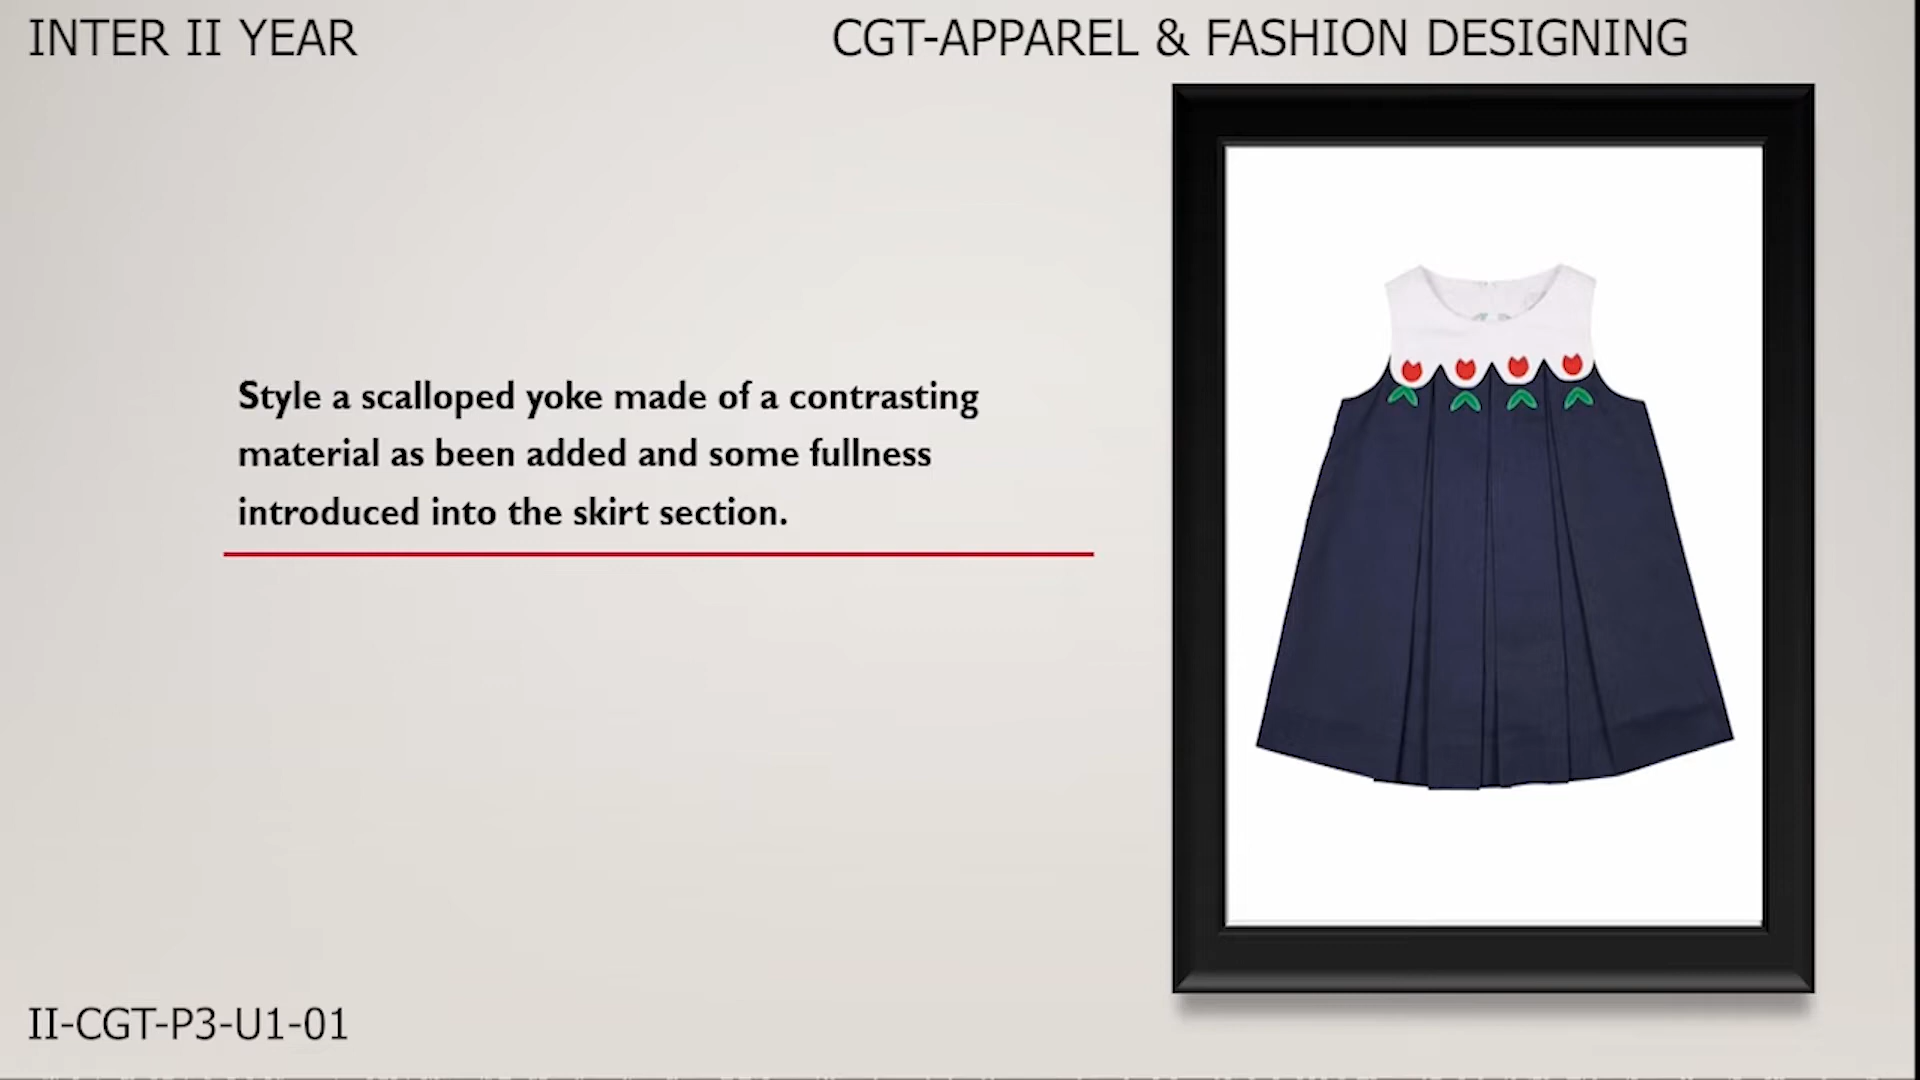 INTER II YEAR
CGT-APPAREL & FASHION DESIGNING
Style a scalloped yoke made of a contrasting
material as been added and some fullness
introduced into the skirt section.
II-CGT-P3-U1-01